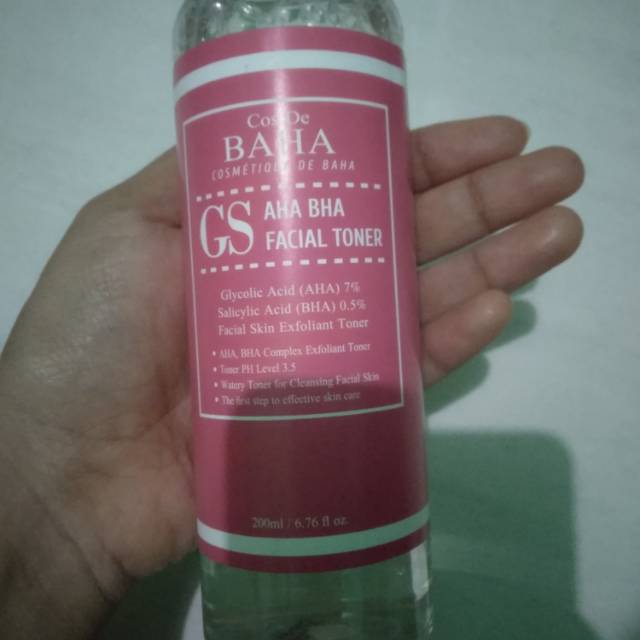 Cos De
BAHA
COSMÉTIQUE DE BAHA
GS AHA BHA
FACIAL TONER
Glycolic Acid (AHA) 7%
Salicylic Acid (BHA) 0.5%
Facial Skin Exfoliant Toner
• AHA, BHA Complex Exfoliant Toner
• Toner PH Level 3.5
• Watery Toner for Cleansing Facial Skin
• The first step to effective skin care
200ml / 6.76 fl oz.